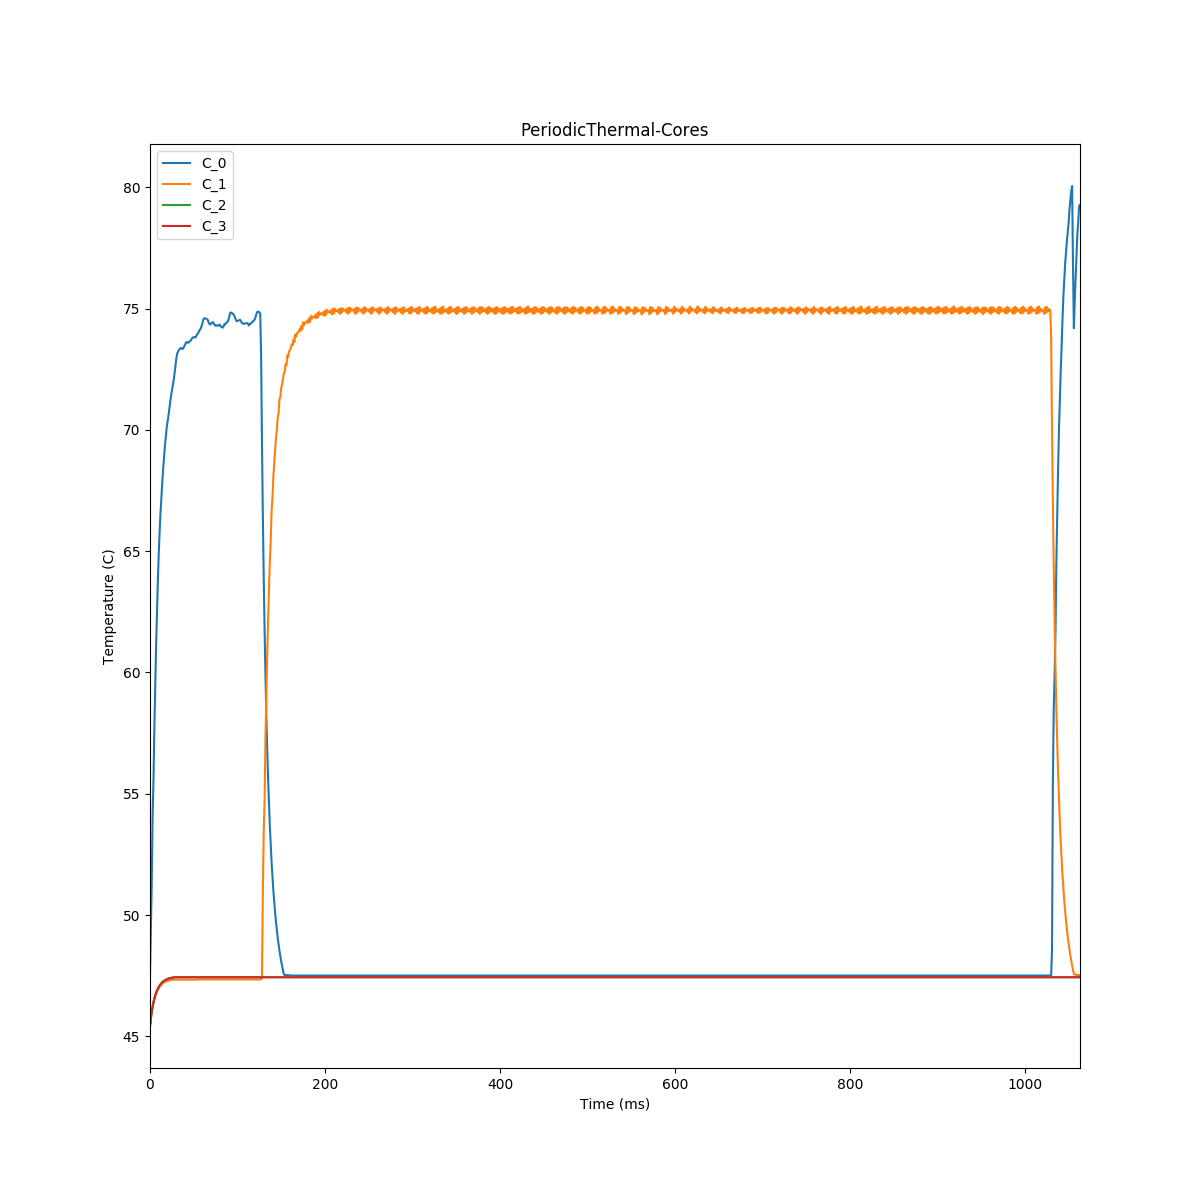 PeriodicThermal-Cores
C_0
C_1
C_2
C_3
80
75
70
65
60
55
50
45
Temperature (C)
0 200 400 600 800 1000
Time (ms)